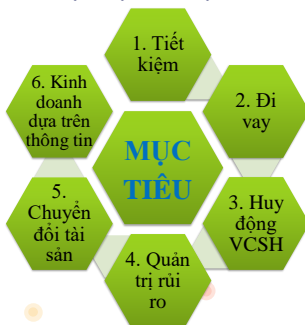 MỤC
TIÊU
1. Tiết
kiệm
2. Đi
vay
3. Huy
động
VCSH
4. Quản
trị rủi
ro
5.
Chuyển
đổi tài
sản
6. Kinh
doanh
dựa trên
thông tin